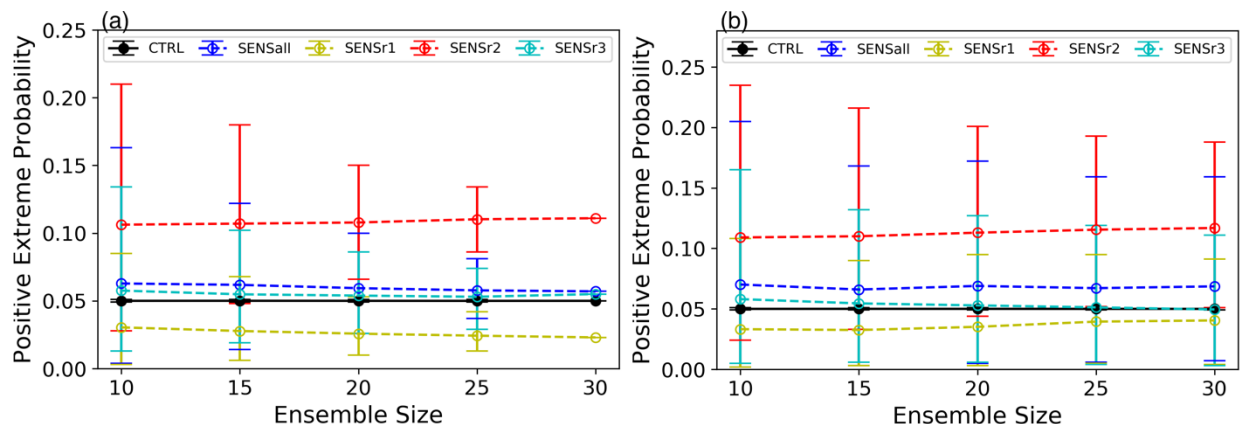 (a)
CTRL SENSall SENSr1 SENSr2 SENSr3
Positive Extreme Probability
0.25
0.20
0.15
0.10
0.05
0.00
10 15 20 25 30
Ensemble Size
(b)
CTRL SENSall SENSr1 SENSr2 SENSr3
Positive Extreme Probability
0.25
0.20
0.15
0.10
0.05
0.00
10 15 20 25 30
Ensemble Size